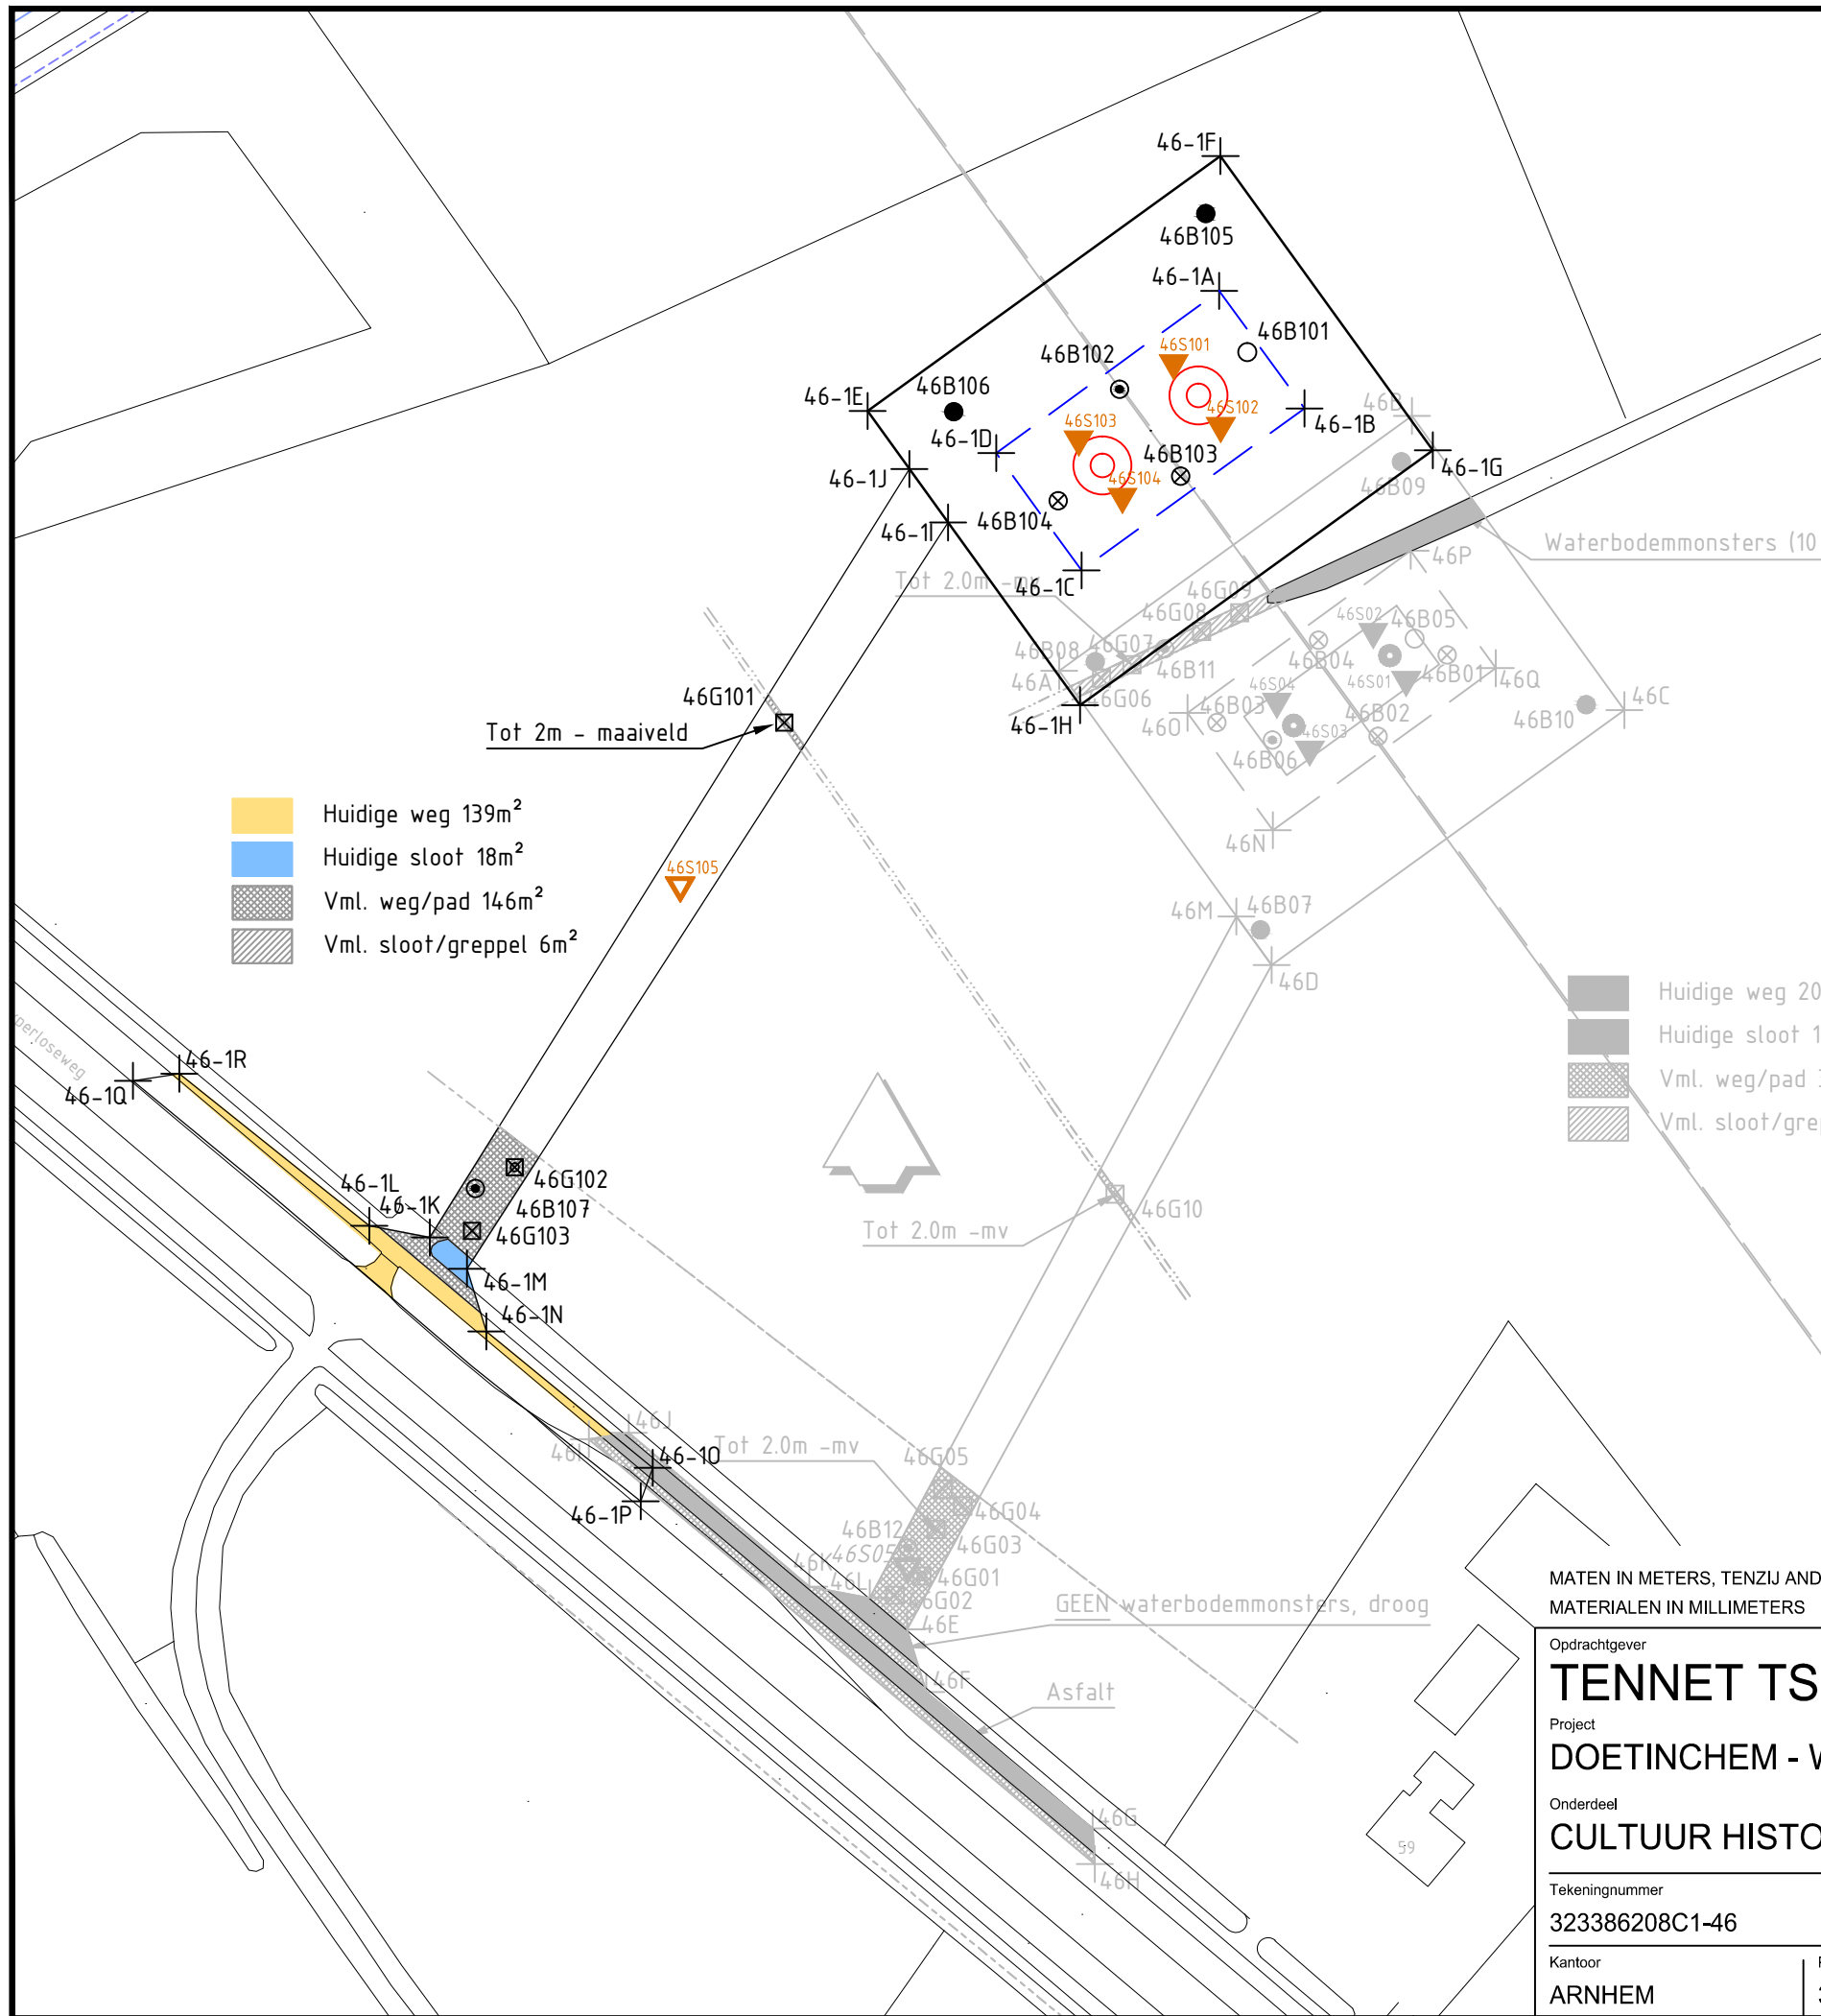 46-1F
46B105
46-1A
46B101
46S101
46B102
46B106
46-1E
46S102
46B
46-1B
46S103
46-1D
46B103
46-1G
46-1J
46S104
46B09
46B104
46-1I
Waterbodemmonsters (10
46P
Tot 2.0m -mv
46-1C
46G09
46G08
46S02
46B05
46G07
46B08
46B04
46B11
46A
46S01
46B01
46Q
46S04
46G06
46B03
46G101
46C
46-1H
46O
46B02
46B10
Tot 2m - maaiveld
46S03
46B06
Huidige weg 139m²
46N
Huidige sloot 18m²
46S105
Vml. weg/pad 146m²
46M
46B07
Vml. sloot/greppel 6m²
46D
Huidige weg 20
Huidige sloot 1
perloseweg
46-1R
Vml. weg/pad
46-1Q
Vml. sloot/gre
46-1L
46G102
46-1K
46B107
46G10
Tot 2.0m -mv
46G103
46-1M
46-1N
46J
Tot 2.0m -mv
46-1O
46G05
46-1P
46G04
46B12
46G03
46S05
46K
46L
46G01
46G02
46E
GEEN waterbodemmonsters, droog
46F
Asfalt
46G
46H
59
MATEN IN METERS, TENZIJ AND
MATERIALEN IN MILLIMETERS
Opdrachtgever
TENNET TS
Project
DOETINCHEM - W
Onderdeel
CULTUUR HISTO
Tekeningnummer
323386208C1-46
Kantoor
ARNHEM